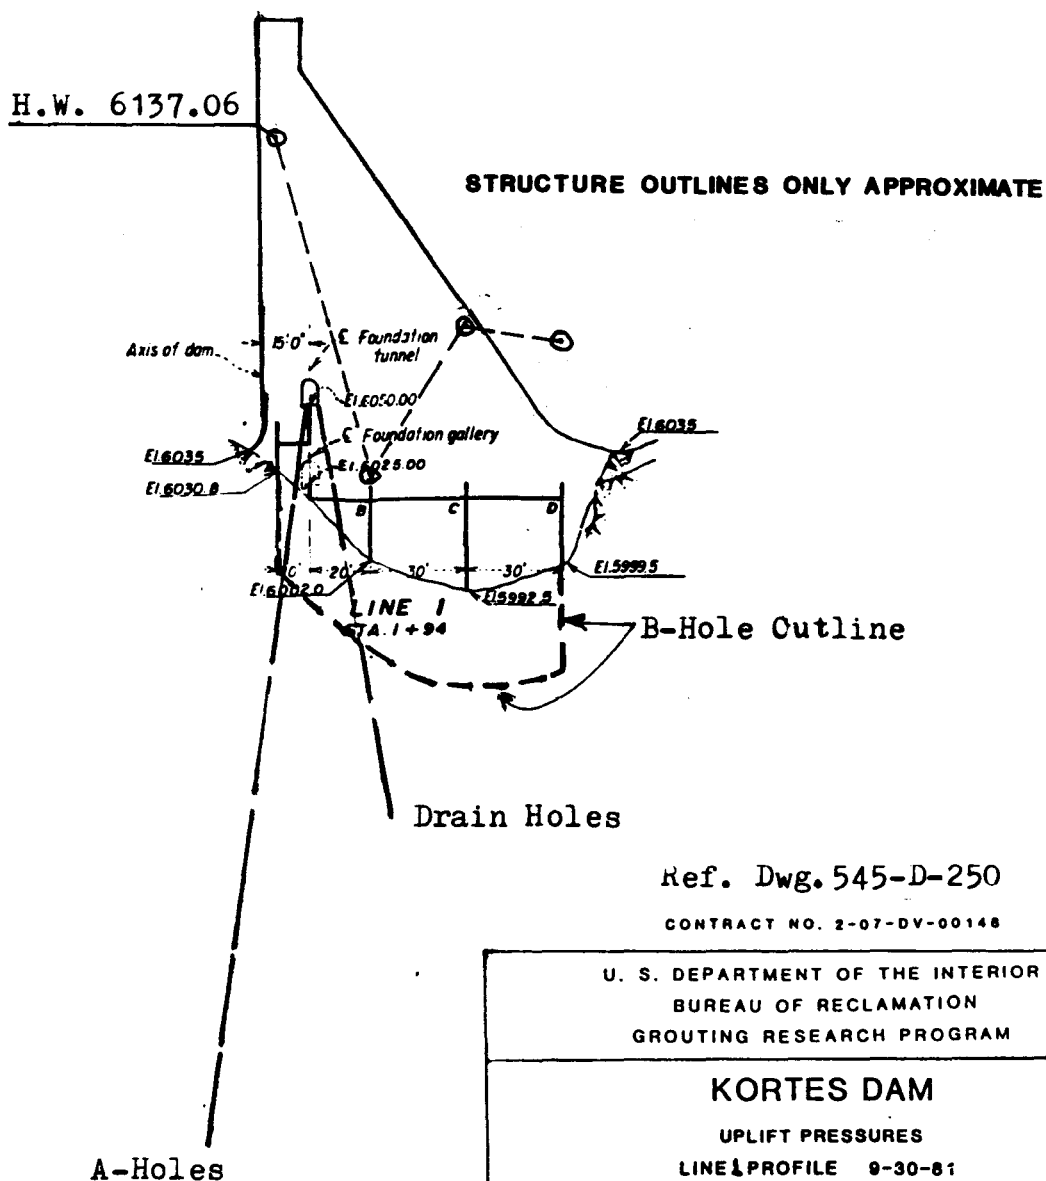 H.W. 6137.06
STRUCTURE OUTLINES ONLY APPROXIMATE
15'0"
℄ Foundation
tunnel
Axis of dam
El.6050.00
℄ Foundation gallery
El.6035
El.6035
El.6025.00
El.6030.8
B
C
D
20'
30'
30'
El.5999.5
El.6002.0
El.5992.5
LINE 1
STA. 1+94
B-Hole Outline
Drain Holes
Ref. Dwg. 545-D-250
CONTRACT NO. 2-07-DV-00148
U. S. DEPARTMENT OF THE INTERIOR
BUREAU OF RECLAMATION
GROUTING RESEARCH PROGRAM
KORTES DAM
UPLIFT PRESSURES
LINE 1 PROFILE 9-30-81
A-Holes